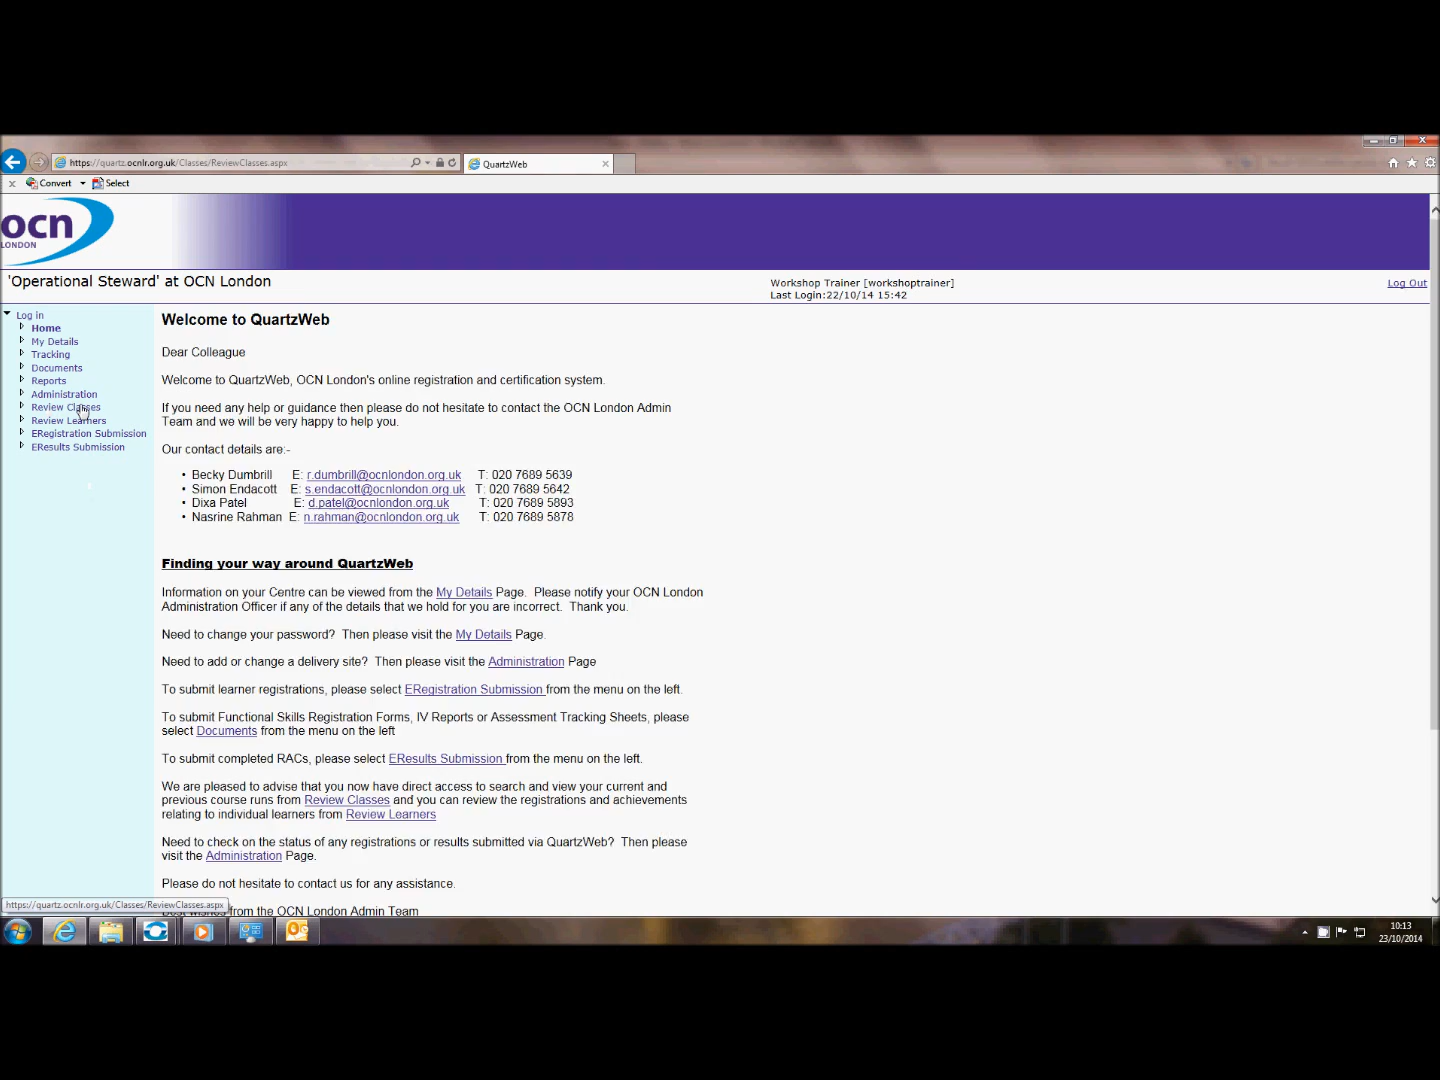 https://quartz.ocnlr.org.uk/Classes/ReviewClasses.aspx
QuartzWeb
x Convert Select
ocn
LONDON
'Operational Steward' at OCN London
Workshop Trainer [workshoptrainer]
Last Login:22/10/14 15:42
Log Out
Log in
Home
My Details
Tracking
Documents
Reports
Administration
Review Classes
Review Learners
ERegistration Submission
EResults Submission
Welcome to QuartzWeb
Dear Colleague
Welcome to QuartzWeb, OCN London's online registration and certification system.
If you need any help or guidance then please do not hesitate to contact the OCN London Admin
Team and we will be very happy to help you.
Our contact details are:-
• Becky Dumbrill E: r.dumbrill@ocnlondon.org.uk T: 020 7689 5639
• Simon Endacott E: s.endacott@ocnlondon.org.uk T: 020 7689 5642
• Dixa Patel E: d.patel@ocnlondon.org.uk T: 020 7689 5893
• Nasrine Rahman E: n.rahman@ocnlondon.org.uk T: 020 7689 5878
Finding your way around QuartzWeb
Information on your Centre can be viewed from the My Details Page. Please notify your OCN London
Administration Officer if any of the details that we hold for you are incorrect. Thank you.
Need to change your password? Then please visit the My Details Page.
Need to add or change a delivery site? Then please visit the Administration Page
To submit learner registrations, please select ERegistration Submission from the menu on the left.
To submit Functional Skills Registration Forms, IV Reports or Assessment Tracking Sheets, please
select Documents from the menu on the left
To submit completed RACs, please select EResults Submission from the menu on the left.
We are pleased to advise that you now have direct access to search and view your current and
previous course runs from Review Classes and you can review the registrations and achievements
relating to individual learners from Review Learners
Need to check on the status of any registrations or results submitted via QuartzWeb? Then please
visit the Administration Page.
Please do not hesitate to contact us for any assistance.
https://quartz.ocnlr.org.uk/Classes/ReviewClasses.aspx
Best wishes from the OCN London Admin Team
10:13
23/10/2014